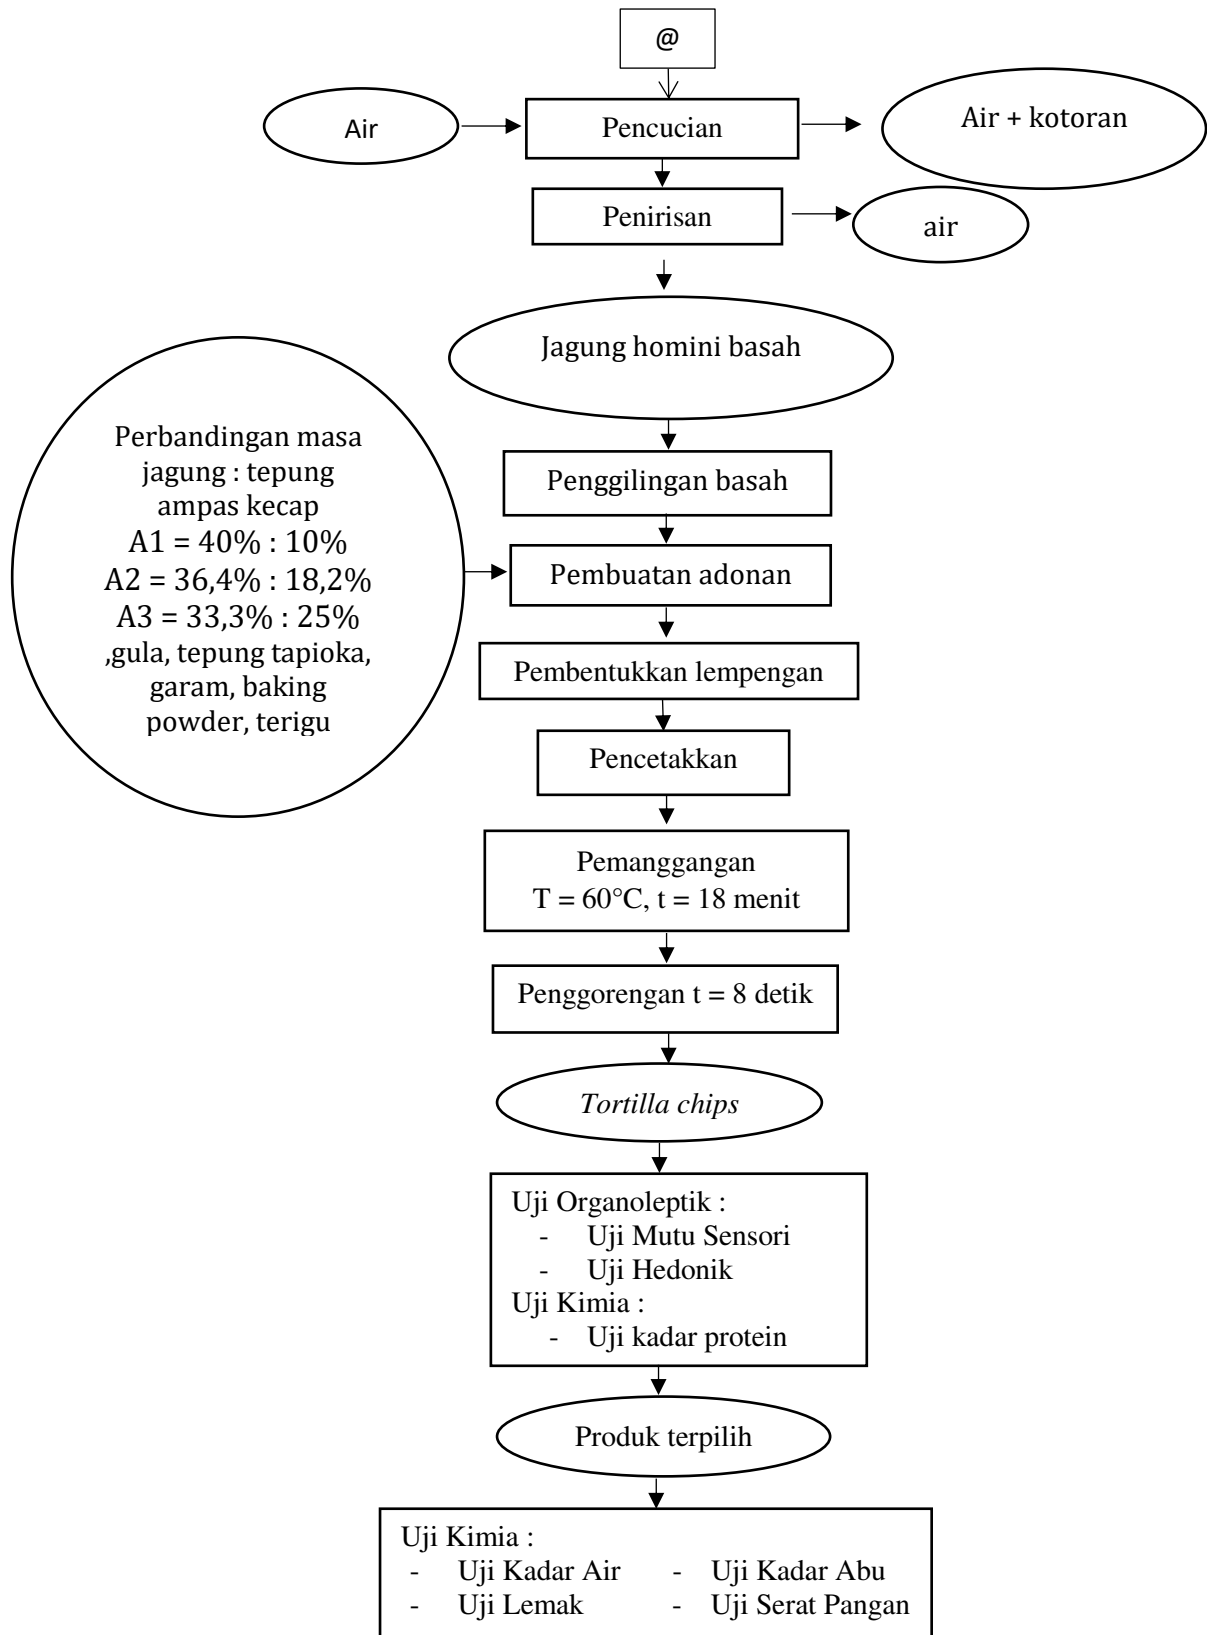 @
Air
Pencucian
Air + kotoran
Penirisan
air
Jagung homini basah
Perbandingan masa
jagung : tepung
ampas kecap
A1 = 40% : 10%
A2 = 36,4% : 18,2%
A3 = 33,3% : 25%
,gula, tepung tapioka,
garam, baking
powder, terigu
Penggilingan basah
Pembuatan adonan
Pembentukkan lempengan
Pencetakkan
Pemanggangan
T = 60°C, t = 18 menit
Penggorengan t = 8 detik
Tortilla chips
Uji Organoleptik :
- Uji Mutu Sensori
- Uji Hedonik
Uji Kimia :
- Uji kadar protein
Produk terpilih
Uji Kimia :
- Uji Kadar Air - Uji Kadar Abu
- Uji Lemak - Uji Serat Pangan